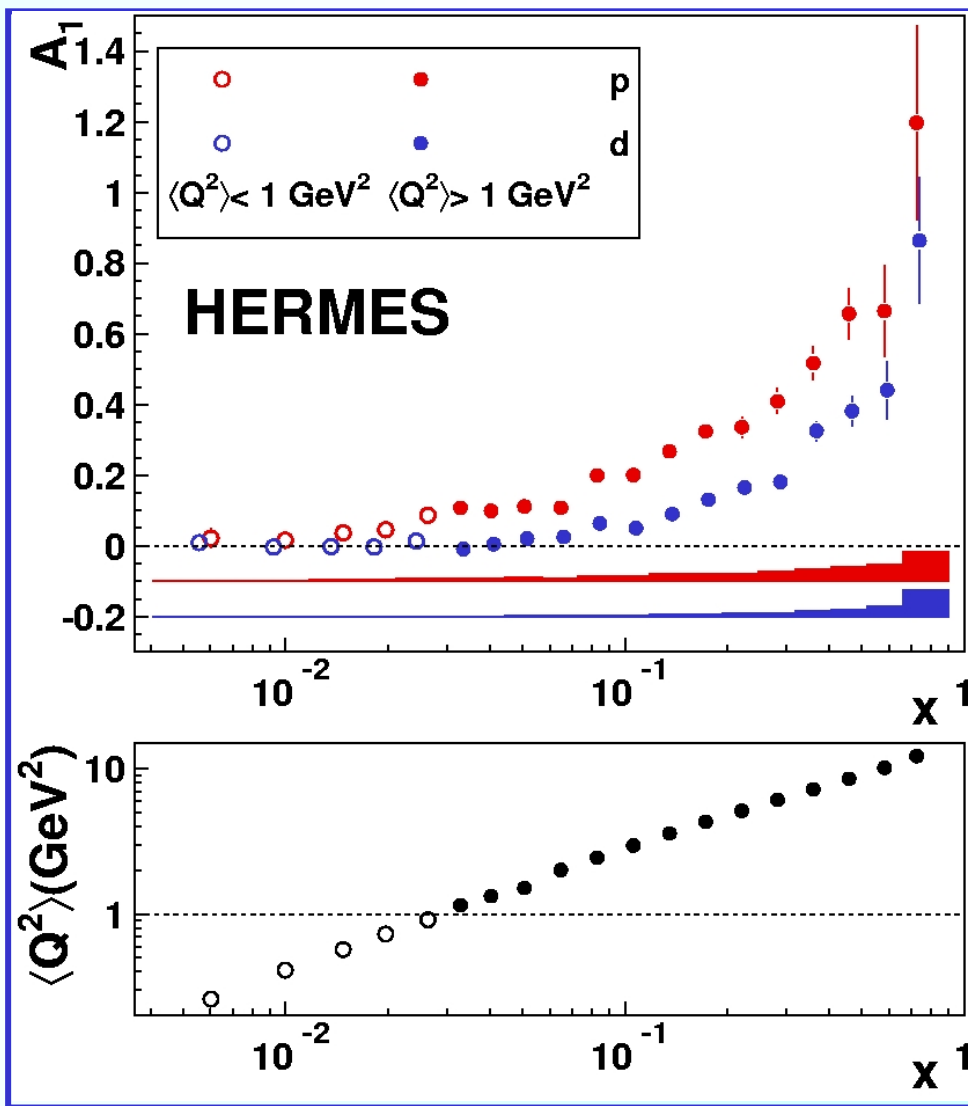 A₁
1.4
p
1.2
d
1
⟨Q²⟩< 1 GeV² ⟨Q²⟩> 1 GeV²
0.8
HERMES
0.6
0.4
0.2
0
-0.2
10⁻² 10⁻¹ 1
x
⟨Q²⟩(GeV²)
10
1
10⁻² 10⁻¹ 1
x